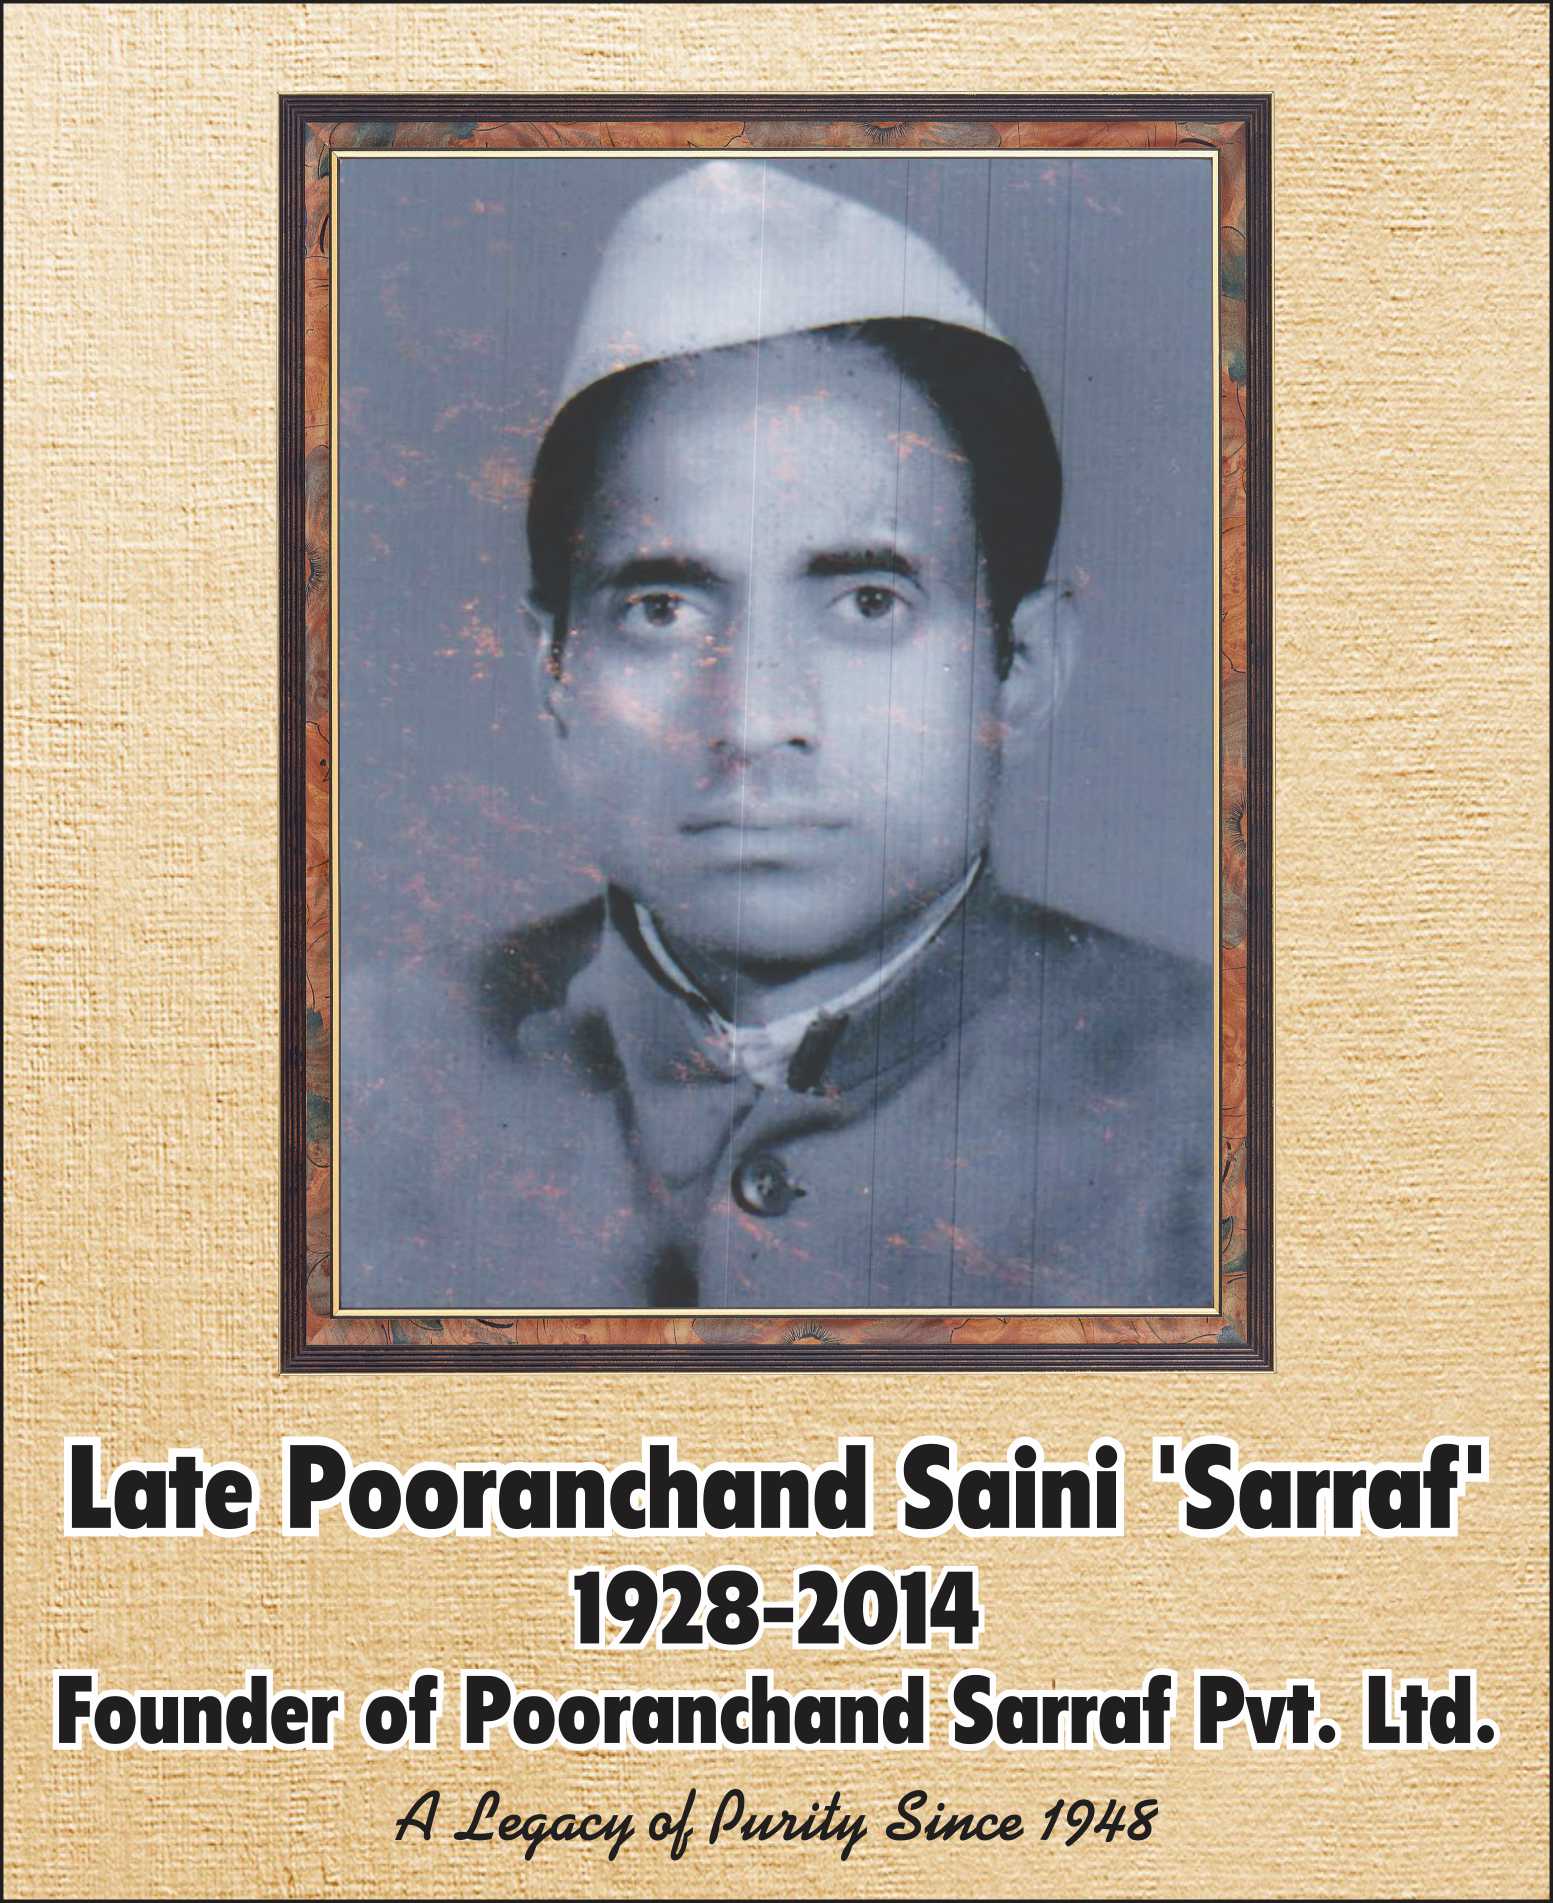 Late Pooranchand Saini 'Sarraf'
1928-2014
Founder of Pooranchand Sarraf Pvt. Ltd.
A Legacy of Purity Since 1948